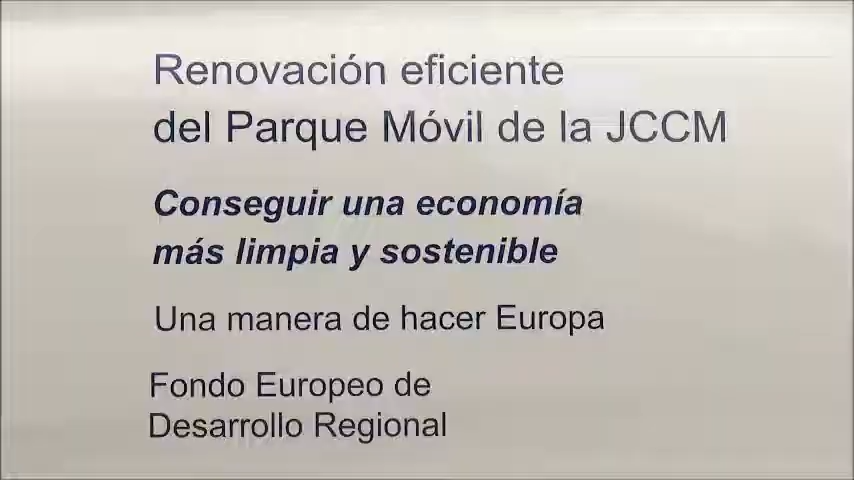 Renovación eficiente
del Parque Móvil de la JCCM
Conseguir una economía
más limpia y sostenible
Una manera de hacer Europa
Fondo Europeo de
Desarrollo Regional